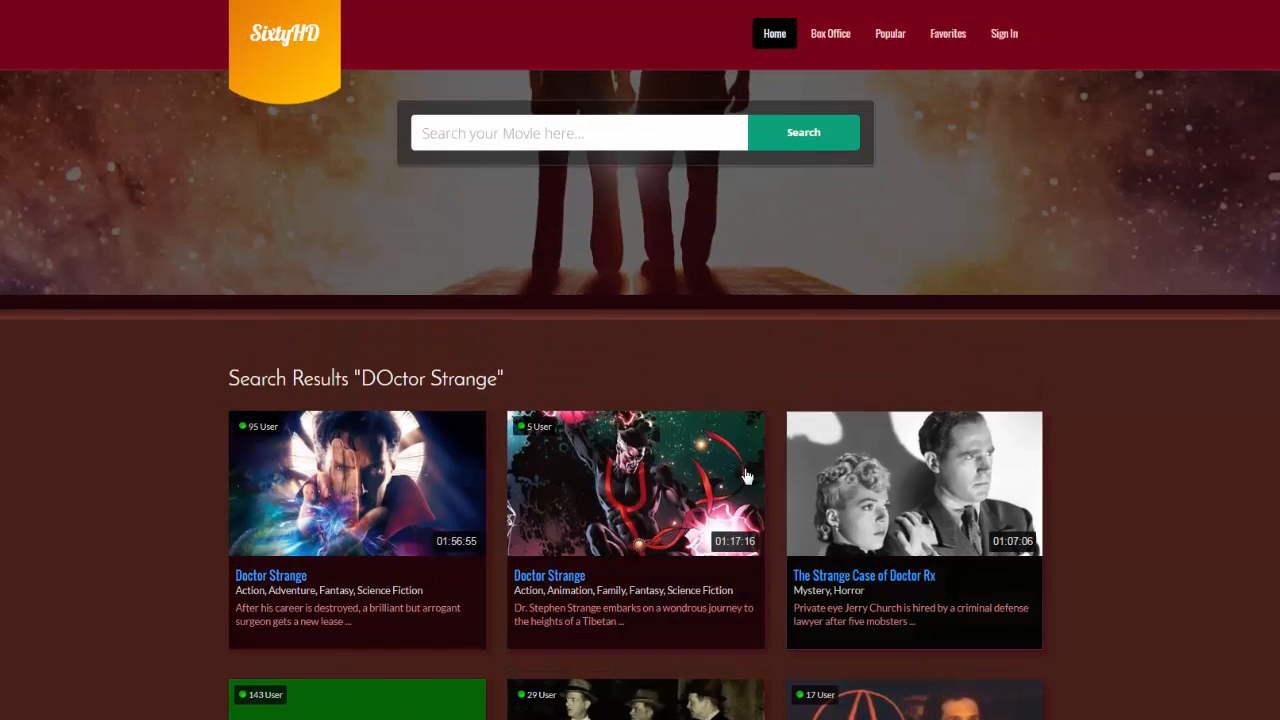 SixtyHD
Home
Box Office
Popular
Favorites
Sign In
Search your Movie here...
Search
Search Results "DOctor Strange"
95 User
01:56:55
Doctor Strange
Action, Adventure, Fantasy, Science Fiction
After his career is destroyed, a brilliant but arrogant
surgeon gets a new lease ...
5 User
01:17:16
Doctor Strange
Action, Animation, Family, Fantasy, Science Fiction
Dr. Stephen Strange embarks on a wondrous journey to
the heights of a Tibetan ...
01:07:06
The Strange Case of Doctor Rx
Mystery, Horror
Private eye Jerry Church is hired by a criminal defense
lawyer after five mobsters ...
143 User
29 User
17 User